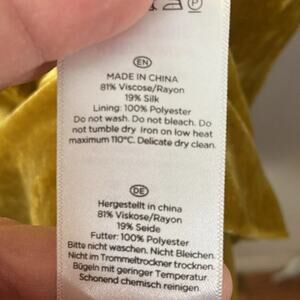 EN
MADE IN CHINA
81% Viscose/Rayon
19% Silk
Lining: 100% Polyester
Do not wash. Do not bleach. Do
not tumble dry Iron on low heat
maximum 110°C. Delicate dry clean.
DE
Hergestellt in china
81% Viskose/Rayon
19% Seide
Futter: 100% Polyester
Bitte nicht waschen. Nicht Bleichen.
Nicht im Trommeltrockner trocknen.
Bügeln mit geringer Temperatur.
Schonend chemisch reinigen.